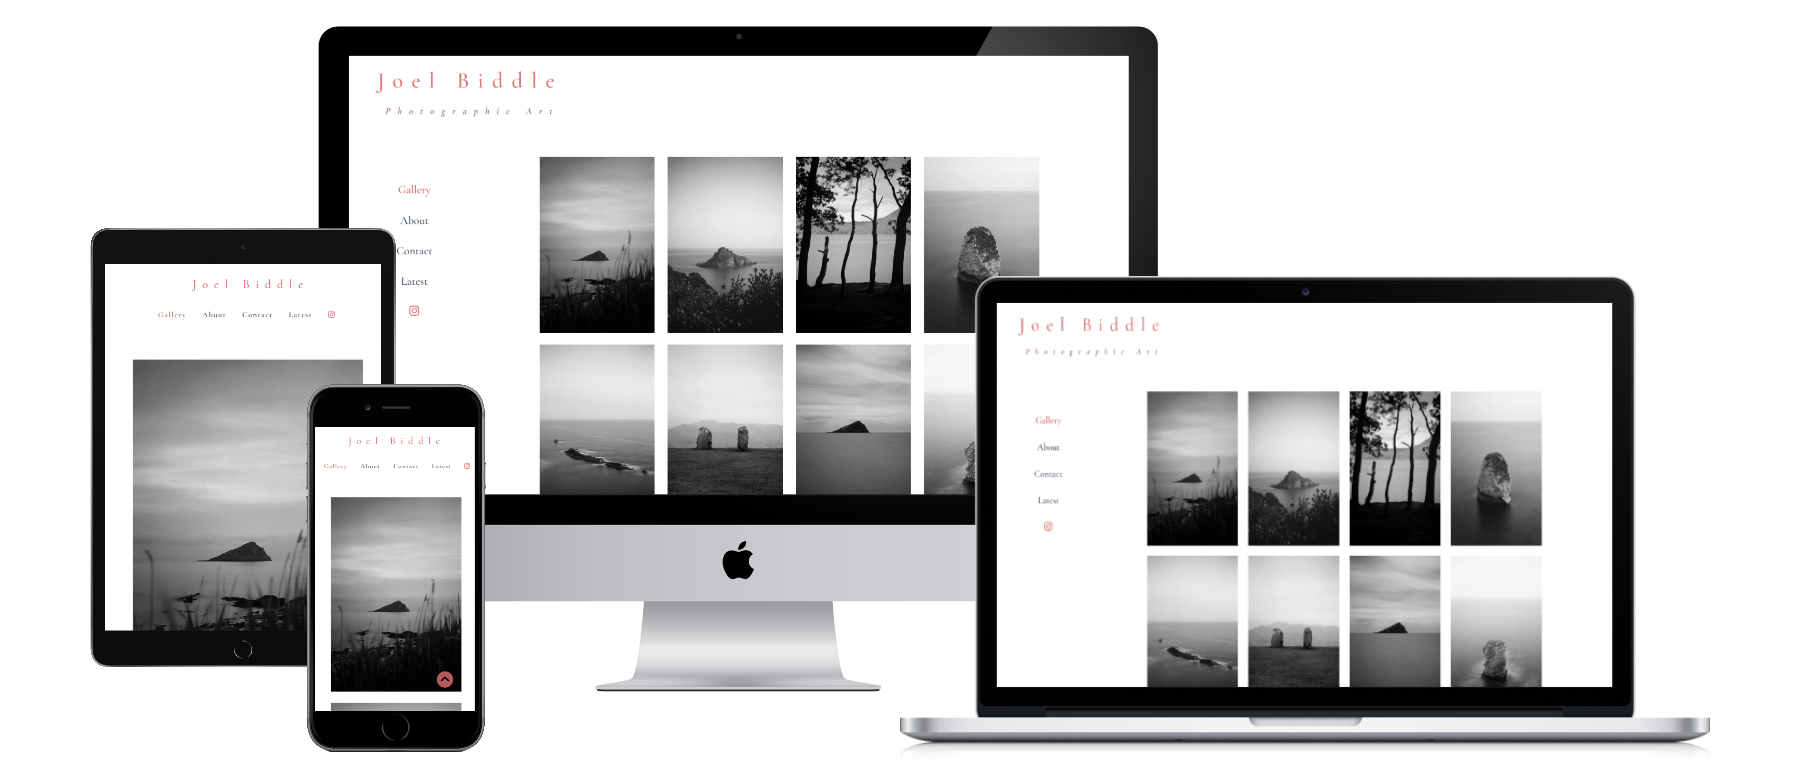 Joel Biddle
Photographic Art
Gallery
About
Contact
Latest
Joel Biddle
Gallery About Contact Latest
Joel Biddle
Gallery About Contact Latest
Joel Biddle
Photographic Art
Gallery
About
Contact
Latest